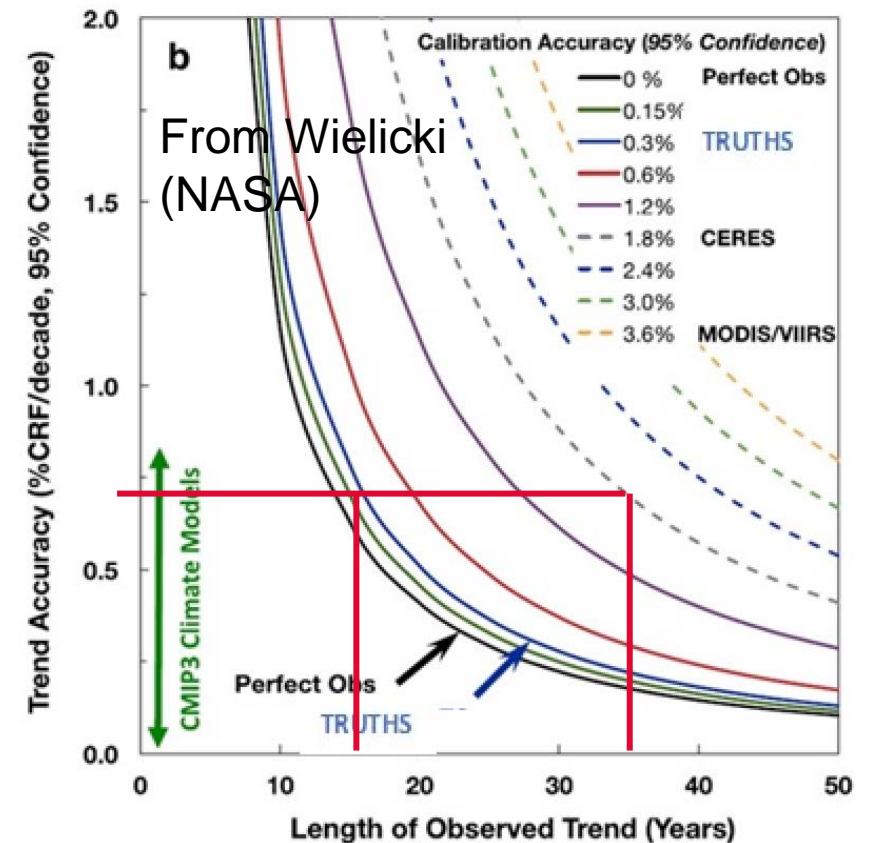 2.0
b
Calibration Accuracy (95% Confidence)
0 % Perfect Obs
0.15%
0.3% TRUTHS
0.6%
1.2%
1.8% CERES
2.4%
3.0%
3.6% MODIS/VIIRS
From Wielicki
(NASA)
1.5
1.0
0.5
0.0
Trend Accuracy (%CRF/decade, 95% Confidence)
CMIP3 Climate Models
Perfect Obs
TRUTHS
0 10 20 30 40 50
Length of Observed Trend (Years)